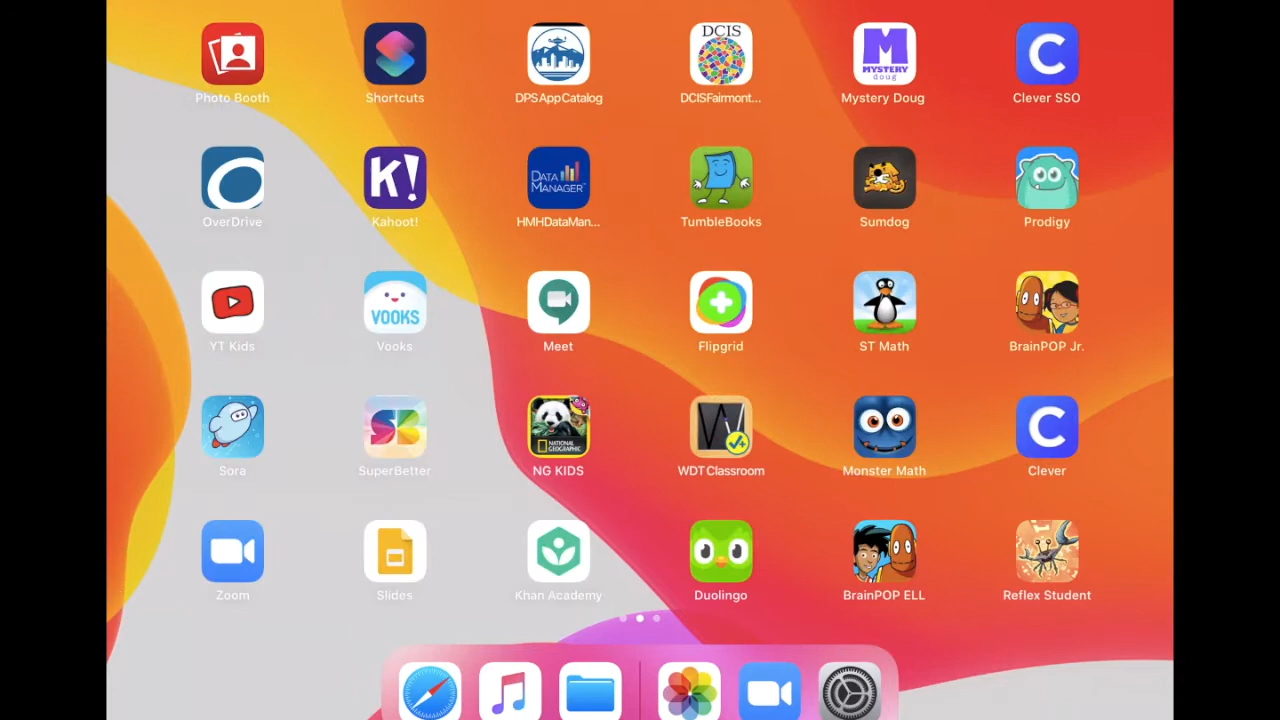 DCIS
MYSTERY
doug
Photo Booth
Shortcuts
DPSAppCatalog
DCISFairmont...
Mystery Doug
Clever SSO
K!
DATA
MANAGER
OverDrive
Kahoot!
HMHDataMan...
TumbleBooks
Sumdog
Prodigy
VOOKS
YT Kids
Vooks
Meet
Flipgrid
ST Math
BrainPOP Jr.
SB
NATIONAL
GEOGRAPHIC
W
Sora
SuperBetter
NG KIDS
WDTClassroom
Monster Math
Clever
Zoom
Slides
Khan Academy
Duolingo
BrainPOP ELL
Reflex Student